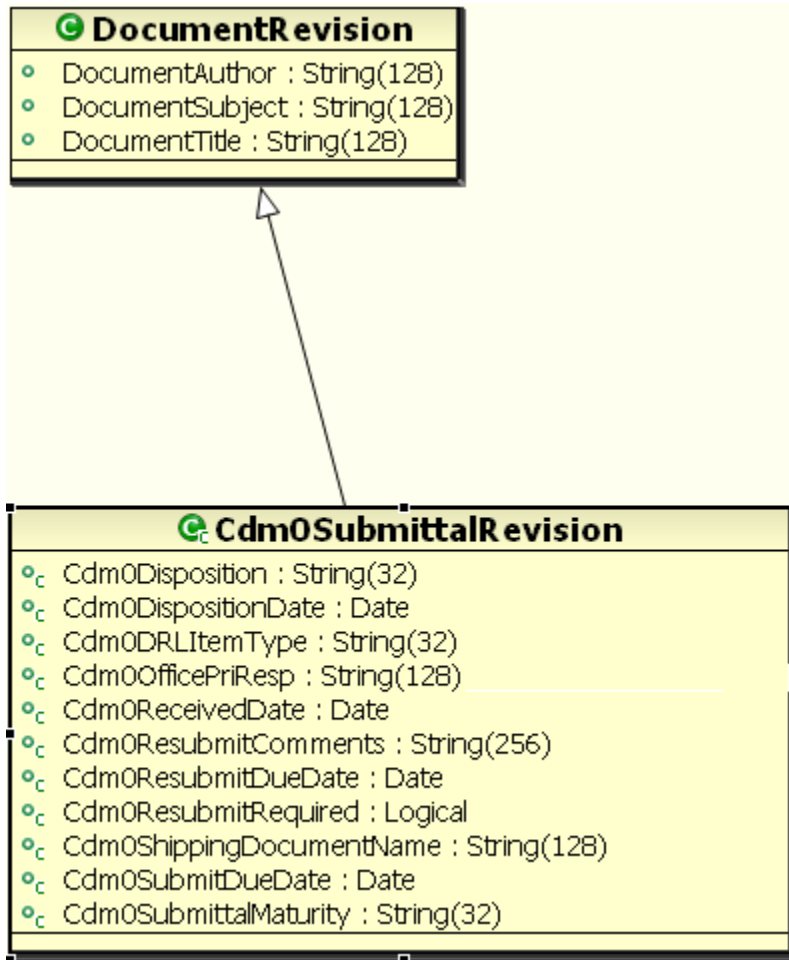 DocumentRevision
DocumentAuthor : String(128)
DocumentSubject : String(128)
DocumentTitle : String(128)
Cdm0SubmittalRevision
Cdm0Disposition : String(32)
Cdm0DispositionDate : Date
Cdm0DRLItemType : String(32)
Cdm0OfficePriResp : String(128)
Cdm0ReceivedDate : Date
Cdm0ResubmitComments : String(256)
Cdm0ResubmitDueDate : Date
Cdm0ResubmitRequired : Logical
Cdm0ShippingDocumentName : String(128)
Cdm0SubmitDueDate : Date
Cdm0SubmittalMaturity : String(32)